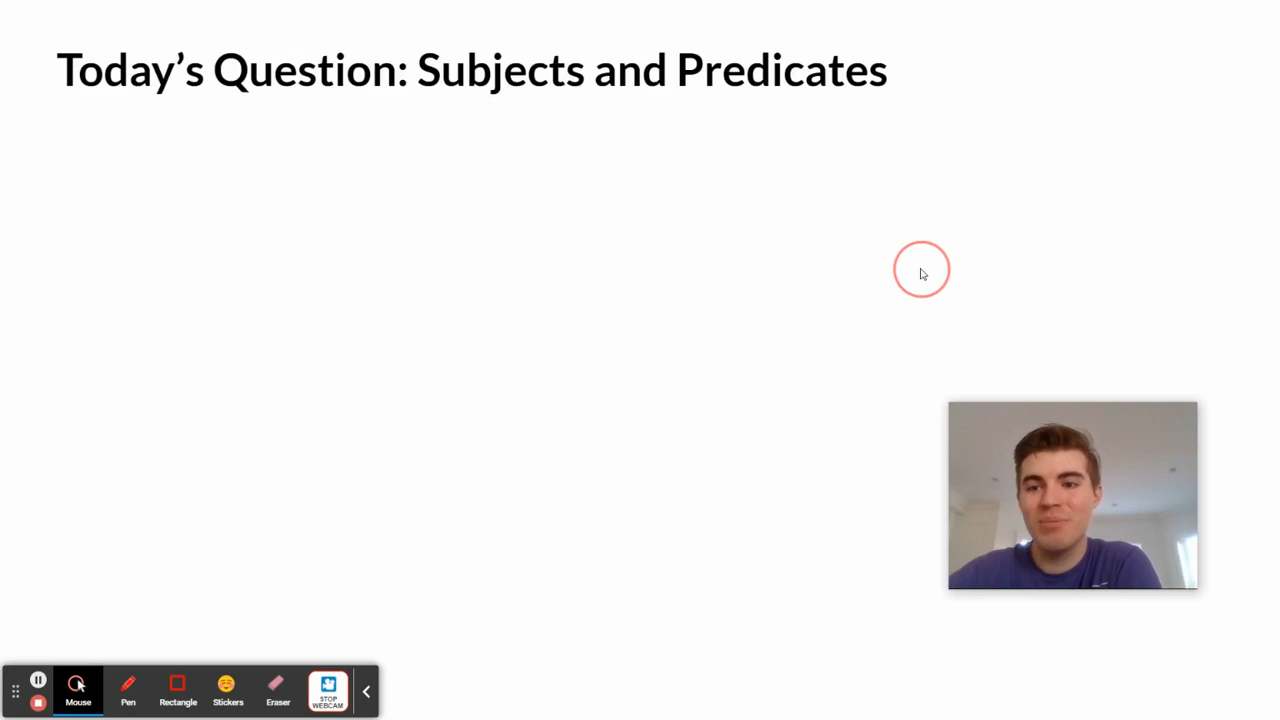 Today’s Question: Subjects and Predicates
Mouse
Pen
Rectangle
Stickers
Eraser
STOP
WEBCAM